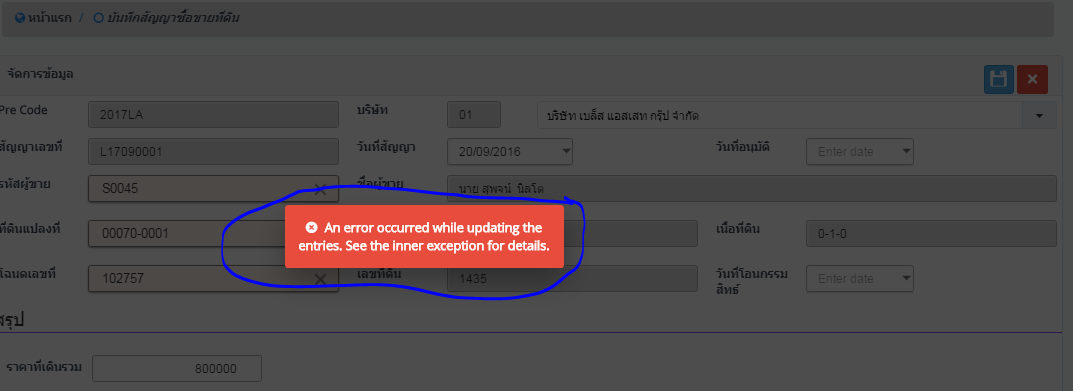 หน้าแรก / บันทึกสัญญาซื้อขายที่ดิน
จัดการข้อมูล
Pre Code 2017LA บริษัท 01 บริษัท เบล็ส แอสเสท กรุ๊ป จำกัด
สัญญาเลขที่ L17090001 วันที่สัญญา 20/09/2016 วันที่อนุมัติ Enter date
รหัสผู้ขาย S0045 ชื่อผู้ขาย นาย สุพจน์ นิลโต
ที่ดินแปลงที่ 00070-0001 เนื้อที่ดิน 0-1-0
An error occurred while updating the
entries. See the inner exception for details.
โฉนดเลขที่ 102757 เลขที่ดิน 1435 วันที่โอนกรรม Enter date
สิทธ์
สรุป
ราคาที่เดินรวม 800000